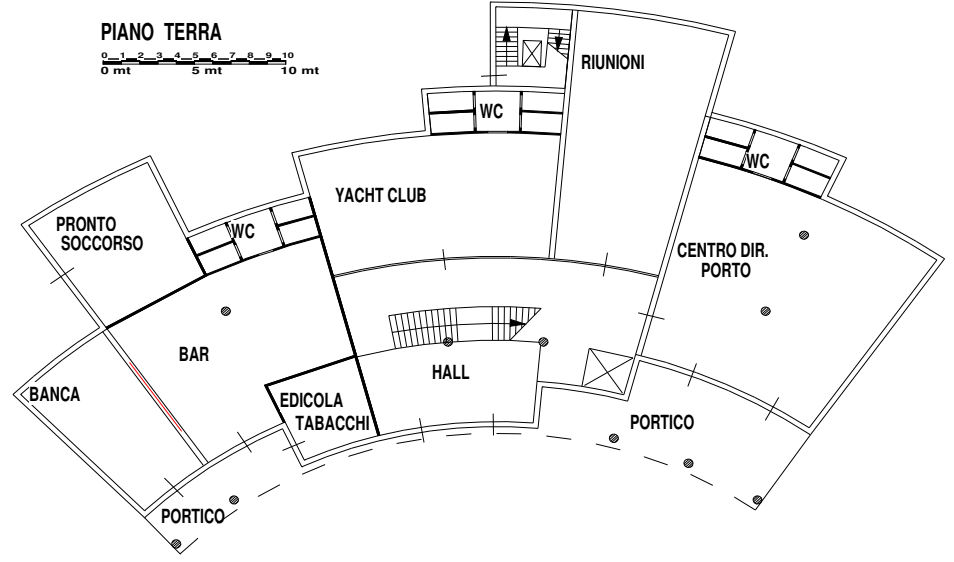 PIANO TERRA
0 1 2 3 4 5 6 7 8 9 10
0 mt 5 mt 10 mt
RIUNIONI
WC
WC
YACHT CLUB
PRONTO
SOCCORSO
WC
CENTRO DIR.
PORTO
BAR
HALL
BANCA
EDICOLA
TABACCHI
PORTICO
PORTICO